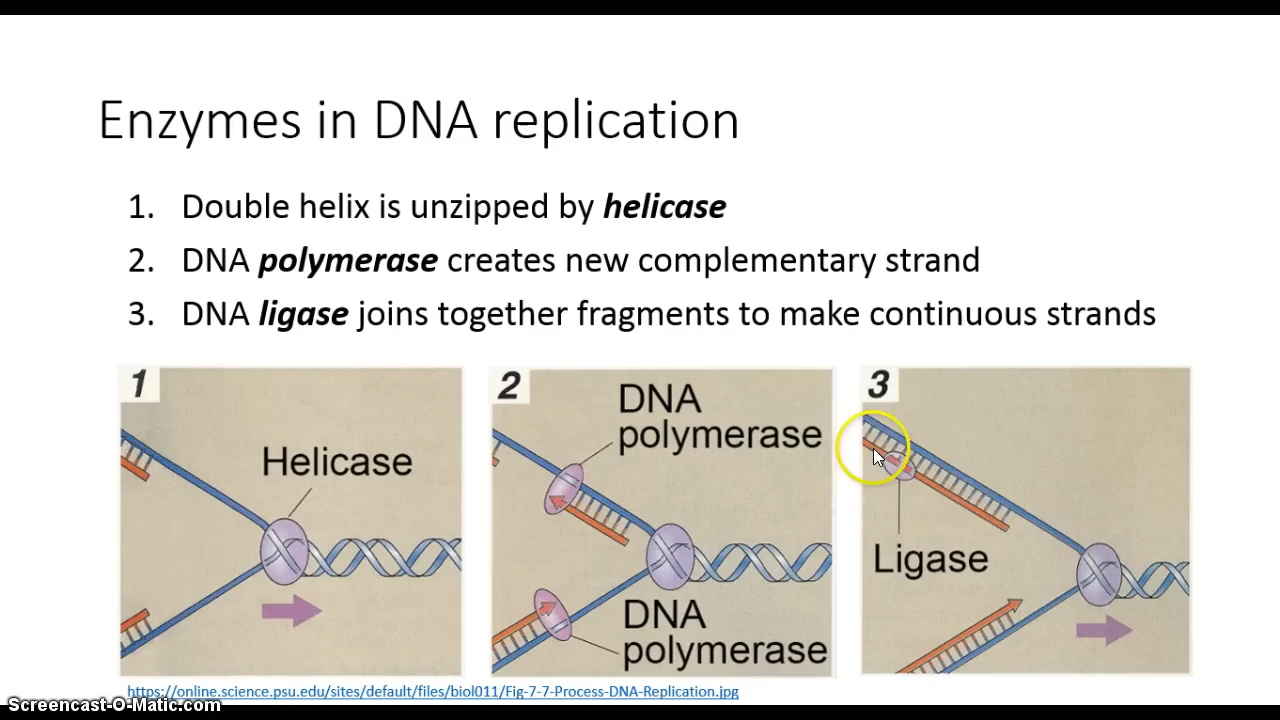 Enzymes in DNA replication
1. Double helix is unzipped by helicase
2. DNA polymerase creates new complementary strand
3. DNA ligase joins together fragments to make continuous strands
1
Helicase
2
DNA
polymerase
DNA
polymerase
3
Ligase
https://online.science.psu.edu/sites/default/files/biol011/Fig-7-7-Process-DNA-Replication.jpg
Screencast-O-Matic.com